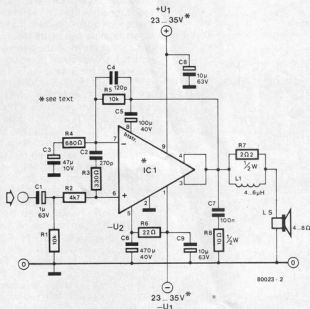 +U1
23 ... 35V*
C4
120p
* see text
R5
10k
C8
10µ
63V
C5
100µ
40V
R4
680Ω
C3
47µ
10V
C2
270p
R3
330Ω
8
btstr.
7
9
4
3
*
IC1
R7
2Ω2
½W
L1
4...6µH
C1
1µ
63V
R2
4k7
6
5
2
1
R1
10k
-U2
R6
22Ω
C6
470µ
40V
C9
10µ
63V
C7
100n
R8
10Ω
½W
LS
4...8Ω
0
0
80023 - 2
23 ... 35V*
-U1